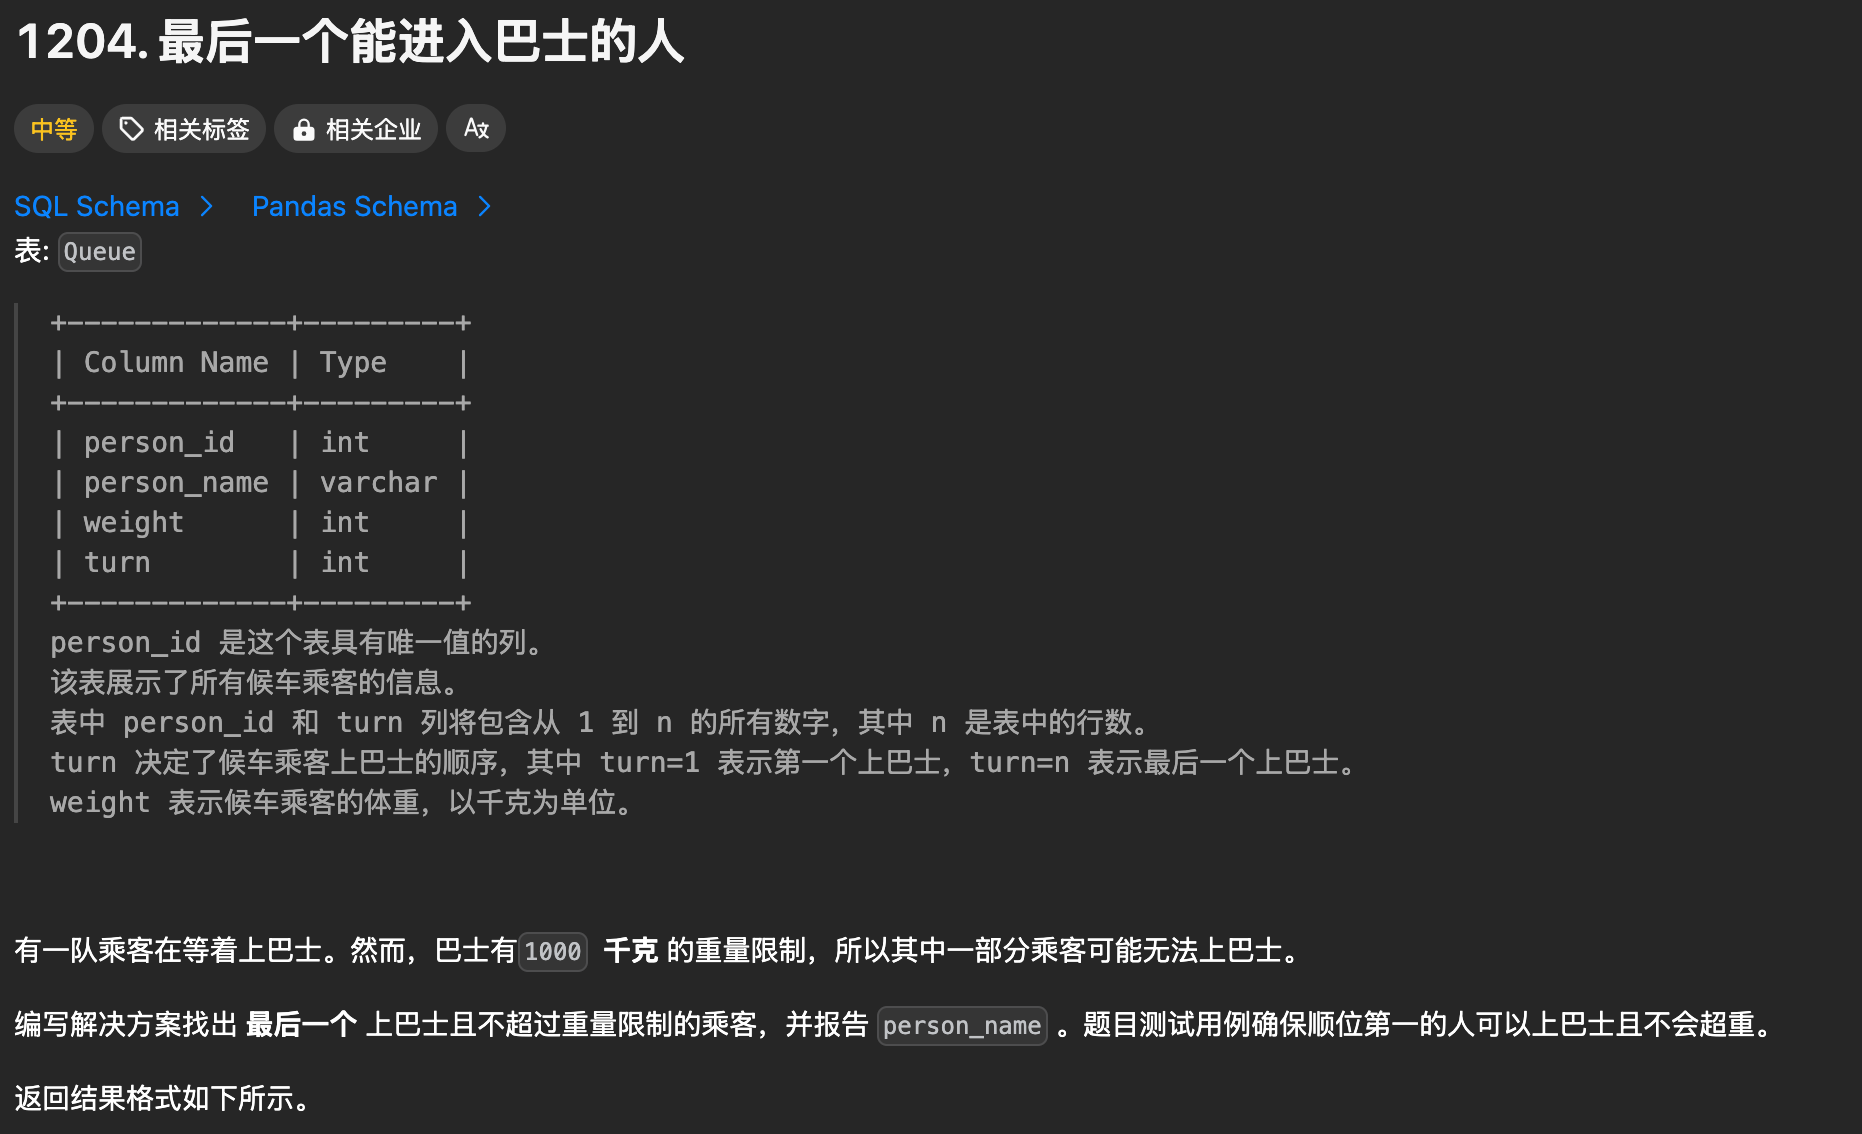 1204. 最后一个能进入巴士的人
中等 相关标签 相关企业 A文
SQL Schema > Pandas Schema >
表: Queue
+-------------+---------+
| Column Name | Type    |
+-------------+---------+
| person_id   | int     |
| person_name | varchar |
| weight      | int     |
| turn        | int     |
+-------------+---------+
person_id 是这个表具有唯一值的列。
该表展示了所有候车乘客的信息。
表中 person_id 和 turn 列将包含从 1 到 n 的所有数字，其中 n 是表中的行数。
turn 决定了候车乘客上巴士的顺序，其中 turn=1 表示第一个上巴士，turn=n 表示最后一个上巴士。
weight 表示候车乘客的体重，以千克为单位。
有一队乘客在等着上巴士。然而，巴士有1000 千克 的重量限制，所以其中一部分乘客可能无法上巴士。
编写解决方案找出 最后一个 上巴士且不超过重量限制的乘客，并报告 person_name 。题目测试用例确保顺位第一的人可以上巴士且不会超重。
返回结果格式如下所示。